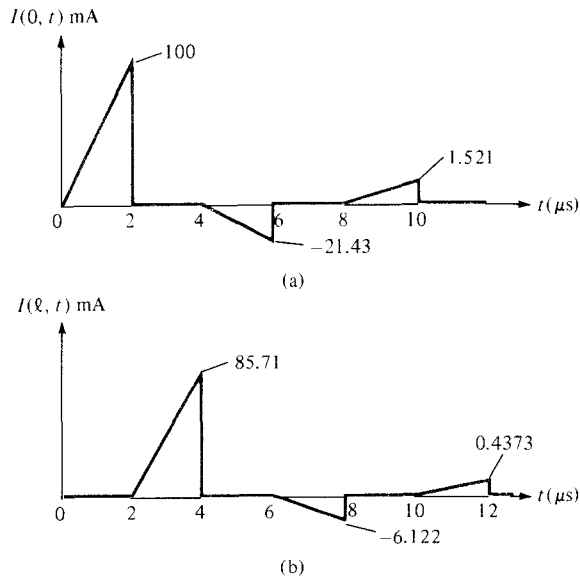 I(0, t) mA
100
1.521
0 2 4 6 8 10 t(μs)
−21.43
(a)
I(ℓ, t) mA
85.71
0.4373
0 2 4 6 8 10 12 t(μs)
−6.122
(b)